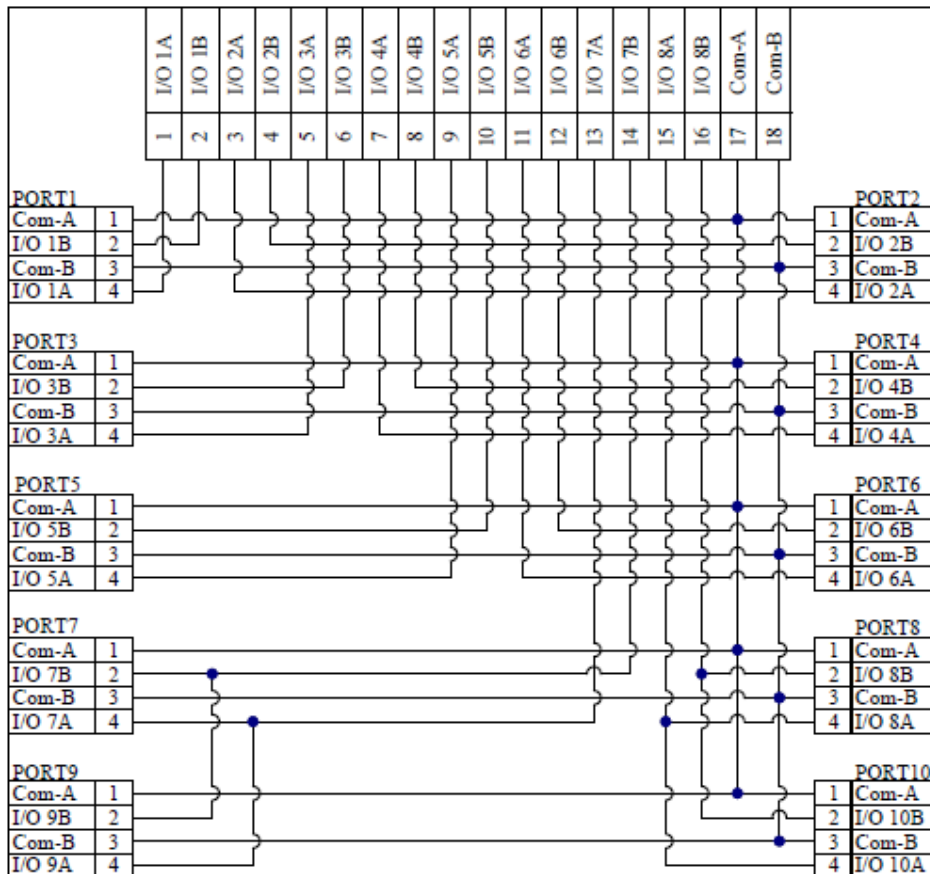 I/O 1A
I/O 1B
I/O 2A
I/O 2B
I/O 3A
I/O 3B
I/O 4A
I/O 4B
I/O 5A
I/O 5B
I/O 6A
I/O 6B
I/O 7A
I/O 7B
I/O 8A
I/O 8B
Com-A
Com-B
1 2 3 4 5 6 7 8 9 10 11 12 13 14 15 16 17 18
PORT1
Com-A 1
I/O 1B 2
Com-B 3
I/O 1A 4
PORT2
1 Com-A
2 I/O 2B
3 Com-B
4 I/O 2A
PORT3
Com-A 1
I/O 3B 2
Com-B 3
I/O 3A 4
PORT4
1 Com-A
2 I/O 4B
3 Com-B
4 I/O 4A
PORT5
Com-A 1
I/O 5B 2
Com-B 3
I/O 5A 4
PORT6
1 Com-A
2 I/O 6B
3 Com-B
4 I/O 6A
PORT7
Com-A 1
I/O 7B 2
Com-B 3
I/O 7A 4
PORT8
1 Com-A
2 I/O 8B
3 Com-B
4 I/O 8A
PORT9
Com-A 1
I/O 9B 2
Com-B 3
I/O 9A 4
PORT10
1 Com-A
2 I/O 10B
3 Com-B
4 I/O 10A